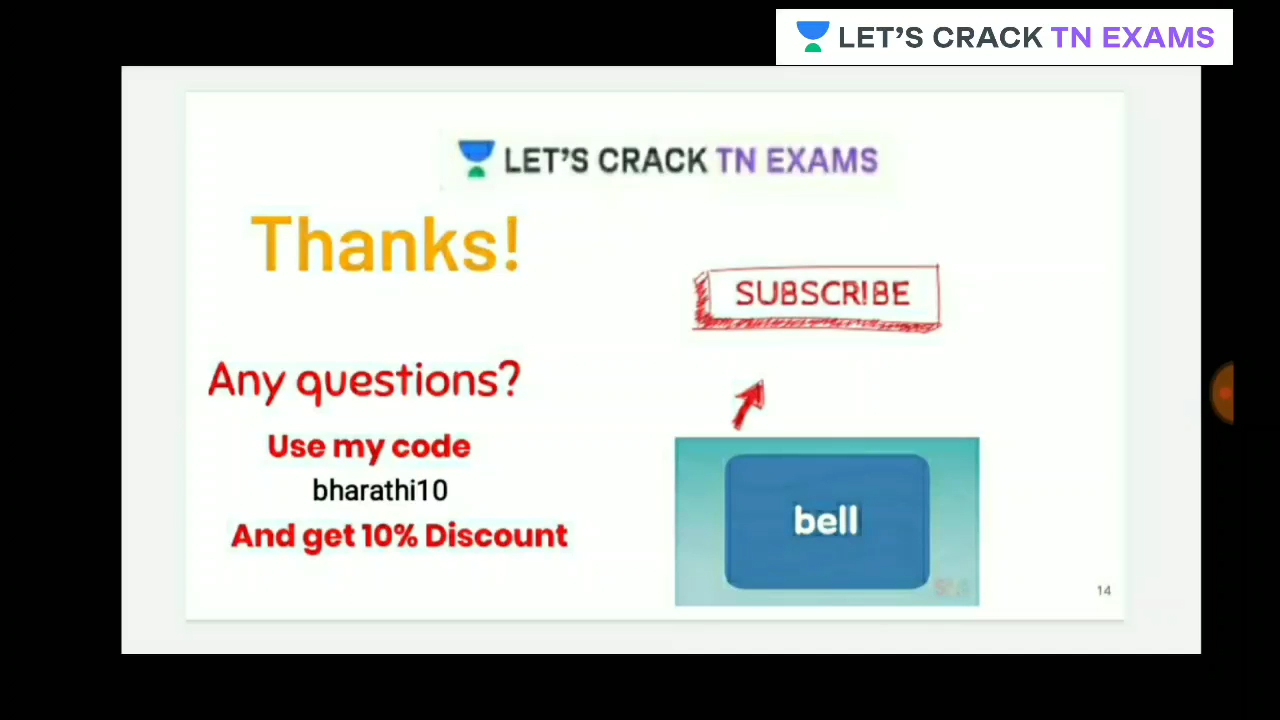 LET'S CRACK TN EXAMS
LET'S CRACK TN EXAMS
Thanks!
SUBSCRIBE
Any questions?
Use my code
bharathi10
And get 10% Discount
bell
14